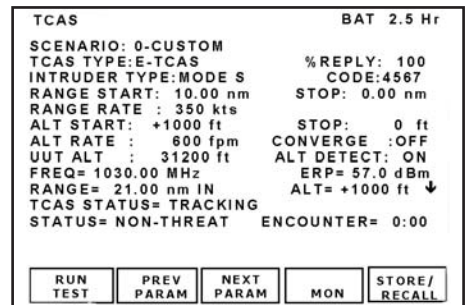 TCAS BAT 2.5 Hr
SCENARIO: 0-CUSTOM
TCAS TYPE:E-TCAS %REPLY: 100
INTRUDER TYPE:MODE S CODE:4567
RANGE START: 10.00 nm STOP: 0.00 nm
RANGE RATE : 350 kts
ALT START: +1000 ft STOP: 0 ft
ALT RATE : 600 fpm CONVERGE :OFF
UUT ALT : 31200 ft ALT DETECT: ON
FREQ= 1030.00 MHz ERP= 57.0 dBm
RANGE= 21.00 nm IN ALT= +1000 ft ↓
TCAS STATUS= TRACKING
STATUS= NON-THREAT ENCOUNTER= 0:00
RUN TEST PREV PARAM NEXT PARAM MON STORE/ RECALL